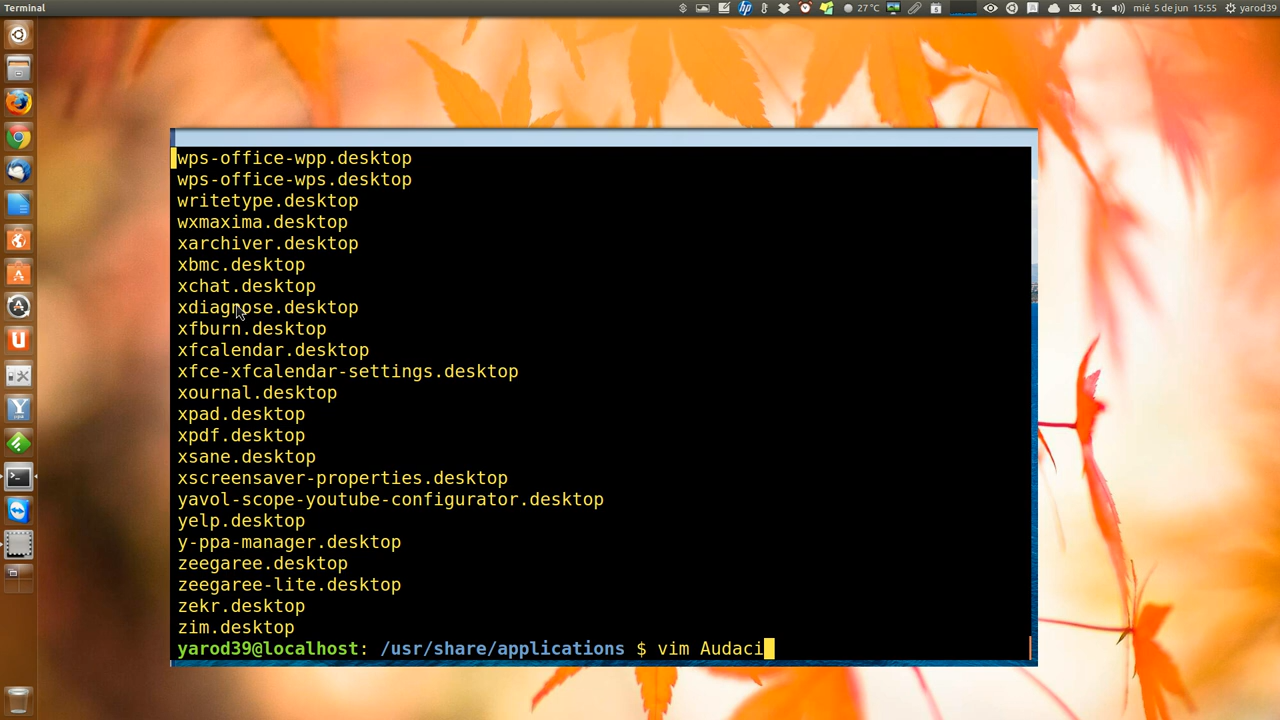 Terminal
27°C
mié 5 de jun 15:55
yarod39
wps-office-wpp.desktop
wps-office-wps.desktop
writetype.desktop
wxmaxima.desktop
xarchiver.desktop
xbmc.desktop
xchat.desktop
xdiagnose.desktop
xfburn.desktop
xfcalendar.desktop
xfce-xfcalendar-settings.desktop
xournal.desktop
xpad.desktop
xpdf.desktop
xsane.desktop
xscreensaver-properties.desktop
yavol-scope-youtube-configurator.desktop
yelp.desktop
y-ppa-manager.desktop
zeegaree.desktop
zeegaree-lite.desktop
zekr.desktop
zim.desktop
yarod39@localhost: /usr/share/applications $ vim Audaci